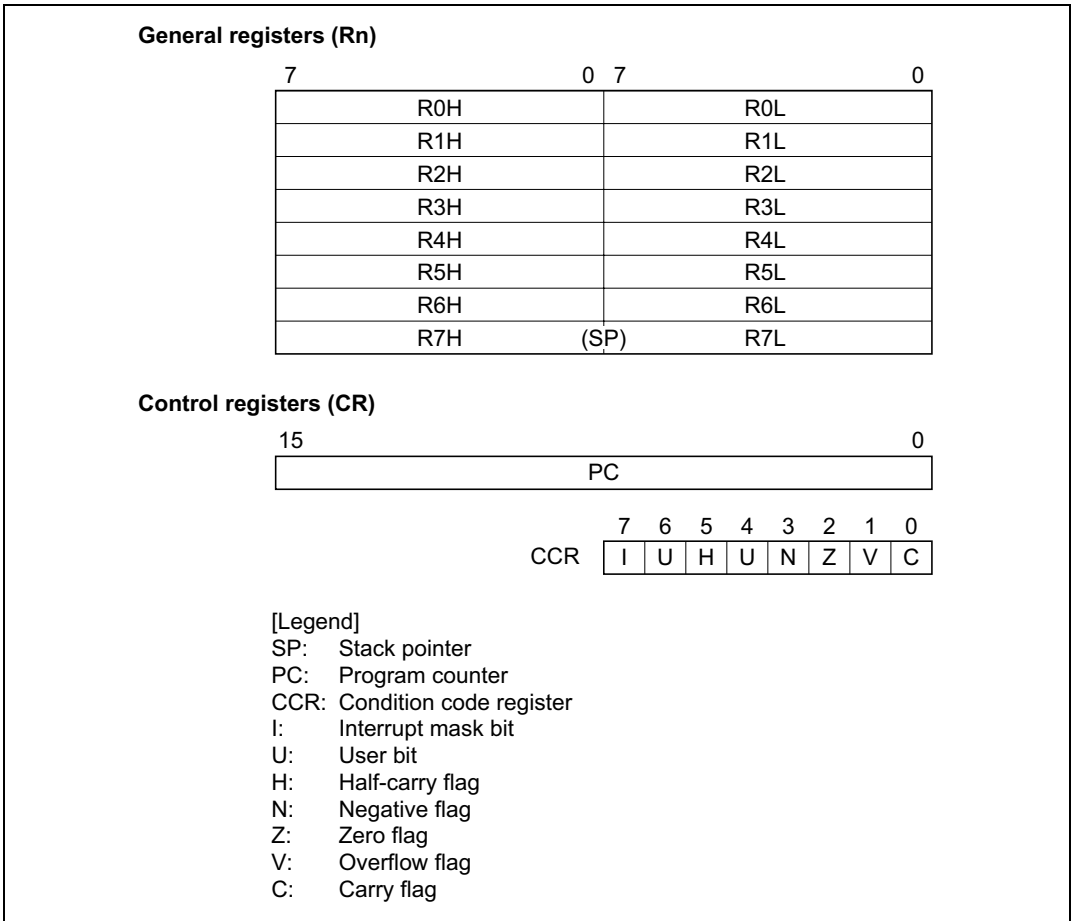 General registers (Rn)
7 0 7 0
R0H R0L
R1H R1L
R2H R2L
R3H R3L
R4H R4L
R5H R5L
R6H R6L
R7H (SP) R7L
Control registers (CR)
15 0
PC
7 6 5 4 3 2 1 0
CCR I U H U N Z V C
[Legend]
SP: Stack pointer
PC: Program counter
CCR: Condition code register
I: Interrupt mask bit
U: User bit
H: Half-carry flag
N: Negative flag
Z: Zero flag
V: Overflow flag
C: Carry flag